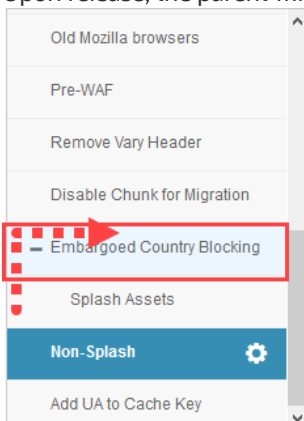 Old Mozilla browsers
Pre-WAF
Remove Vary Header
Disable Chunk for Migration
Embargoed Country Blocking
Splash Assets
Non-Splash
Add UA to Cache Key